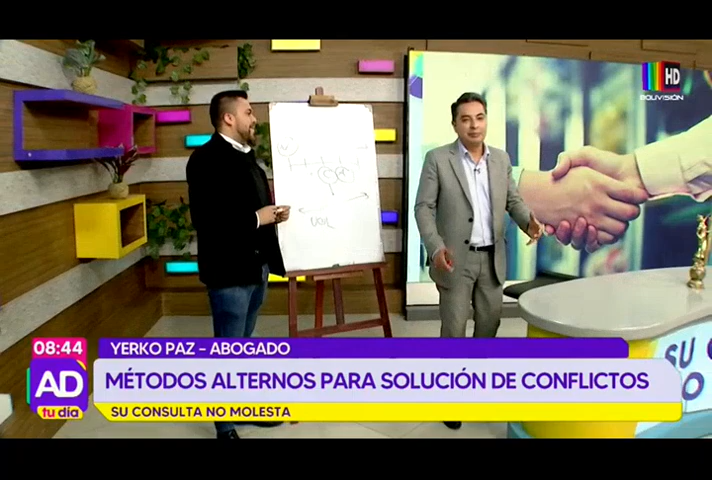 HD
BOLIVISIÓN
SU
O
08:44
YERKO PAZ - ABOGADO
AD
tu día
MÉTODOS ALTERNOS PARA SOLUCIÓN DE CONFLICTOS
SU CONSULTA NO MOLESTA